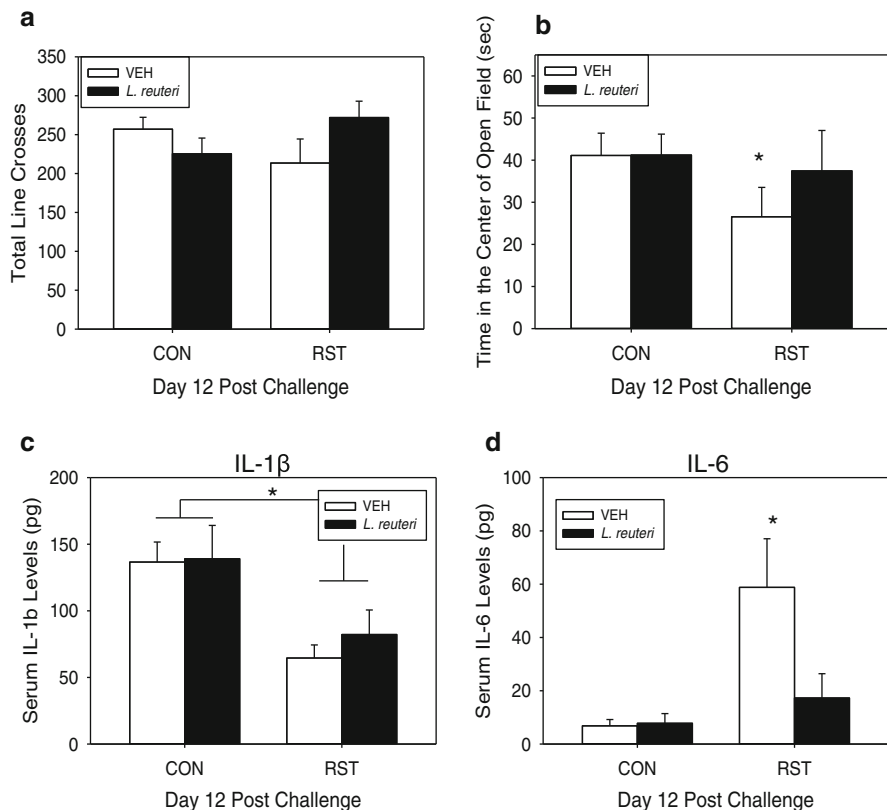 a
Total Line Crosses
350
300
250
200
150
100
50
0
VEH
L. reuteri
CON RST
Day 12 Post Challenge
b
Time in the Center of Open Field (sec)
60
50
40
30
20
10
0
VEH
L. reuteri
*
CON RST
Day 12 Post Challenge
c
IL-1β
Serum IL-1b Levels (pg)
200
150
100
50
0
*
VEH
L. reuteri
CON RST
Day 12 Post Challenge
d
IL-6
Serum IL-6 Levels (pg)
100
80
60
40
20
0
VEH
L. reuteri
*
CON RST
Day 12 Post Challenge